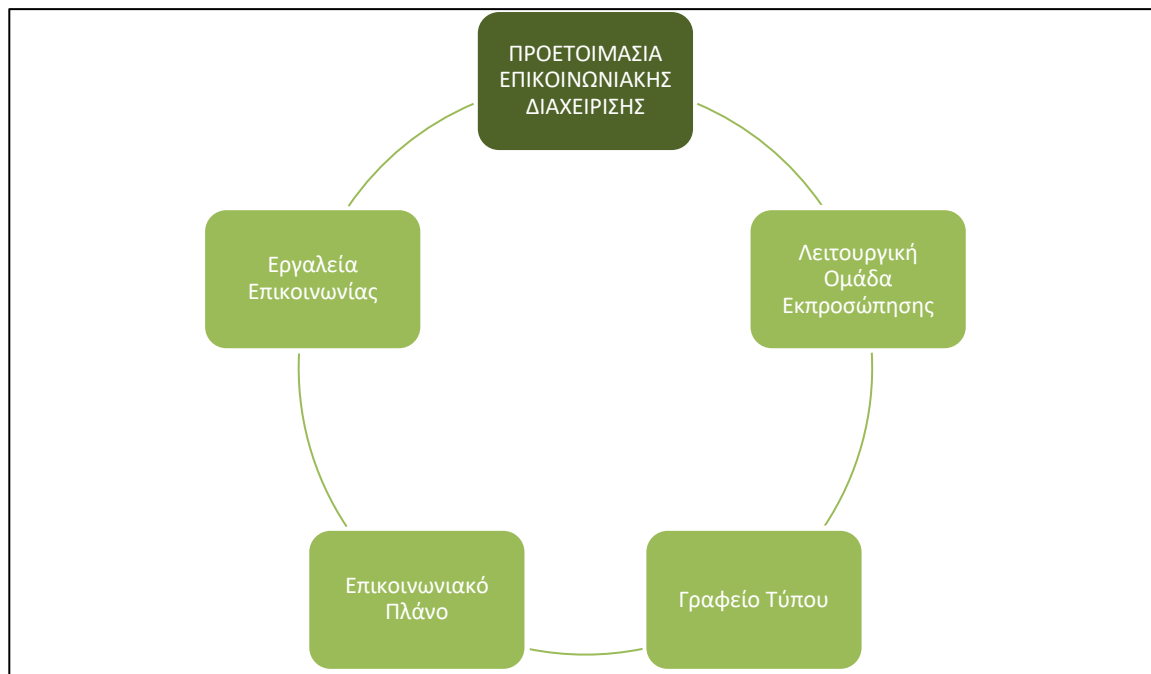 ΠΡΟΕΤΟΙΜΑΣΙΑ
ΕΠΙΚΟΙΝΩΝΙΑΚΗΣ
ΔΙΑΧΕΙΡΙΣΗΣ
Λειτουργική
Ομάδα
Εκπροσώπησης
Γραφείο Τύπου
Επικοινωνιακό
Πλάνο
Εργαλεία
Επικοινωνίας